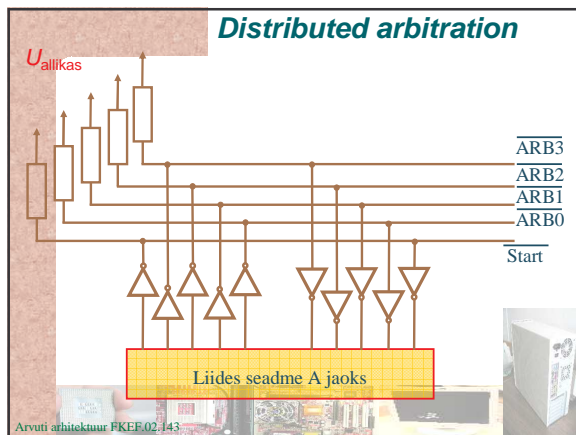 Distributed arbitration
Uallikas
ARB3
ARB2
ARB1
ARB0
Start
Liides seadme A jaoks
Arvuti arhitektuur FKEF.02.143